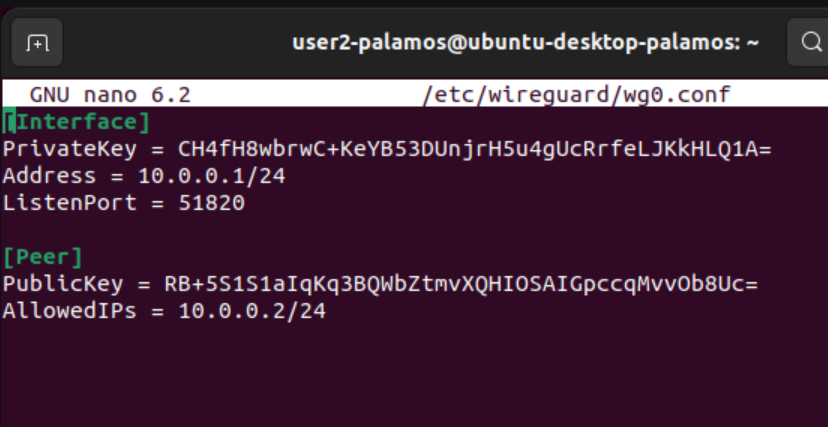 user2-palamos@ubuntu-desktop-palamos: ~
GNU nano 6.2 /etc/wireguard/wg0.conf
[Interface]
PrivateKey = CH4fH8wbrwC+KeYB53DUnjrH5u4gUcRrfeLJKkHLQ1A=
Address = 10.0.0.1/24
ListenPort = 51820
[Peer]
PublicKey = RB+5S1S1aIqKq3BQWbZtmvXQHIOSAIGpccqMvvOb8Uc=
AllowedIPs = 10.0.0.2/24